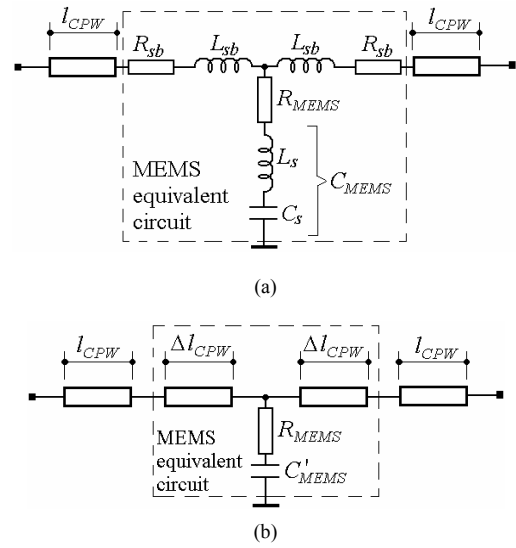 l_CPW l_CPW
R_sb L_sb L_sb R_sb
R_MEMS
L_s
C_MEMS
MEMS
equivalent
circuit
C_s
(a)
l_CPW Δl_CPW Δl_CPW l_CPW
R_MEMS
MEMS
equivalent
circuit
C'_MEMS
(b)